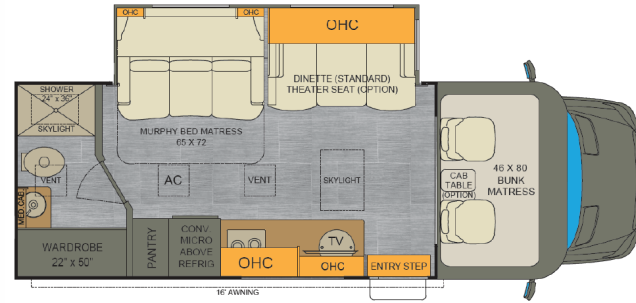 OHC
OHC
OHC
SHOWER
24" x 36"
SKYLIGHT
DINETTE (STANDARD)
THEATER SEAT (OPTION)
MURPHY BED MATRESS
65 X 72
VENT
AC
VENT
SKYLIGHT
46 X 80
BUNK
MATRESS
CAB
TABLE
(OPTION)
MED CAB
WARDROBE
22" x 50"
PANTRY
CONV.
MICRO
ABOVE
REFRIG
TV
OHC
OHC
ENTRY STEP
16' AWNING